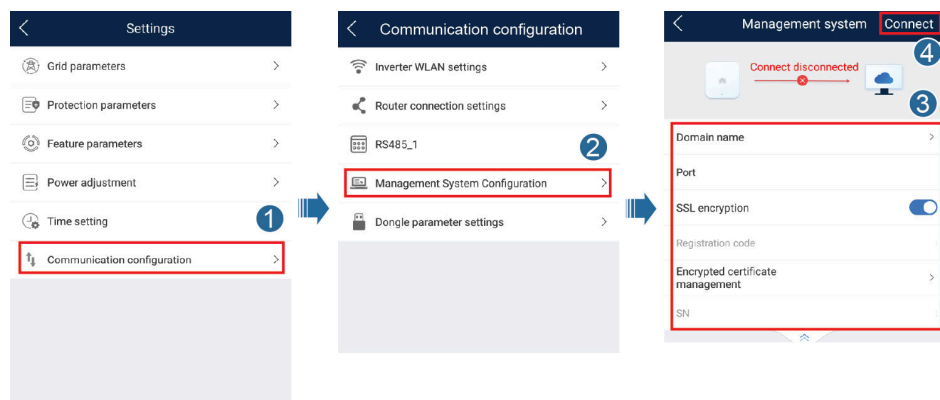 Settings
Grid parameters
Protection parameters
Feature parameters
Power adjustment
Time setting
1
Communication configuration
Communication configuration
Inverter WLAN settings
Router connection settings
RS485_1
2
Management System Configuration
Dongle parameter settings
Management system Connect
4
Connect disconnected
3
Domain name
Port
SSL encryption
Registration code
Encrypted certificate
management
SN